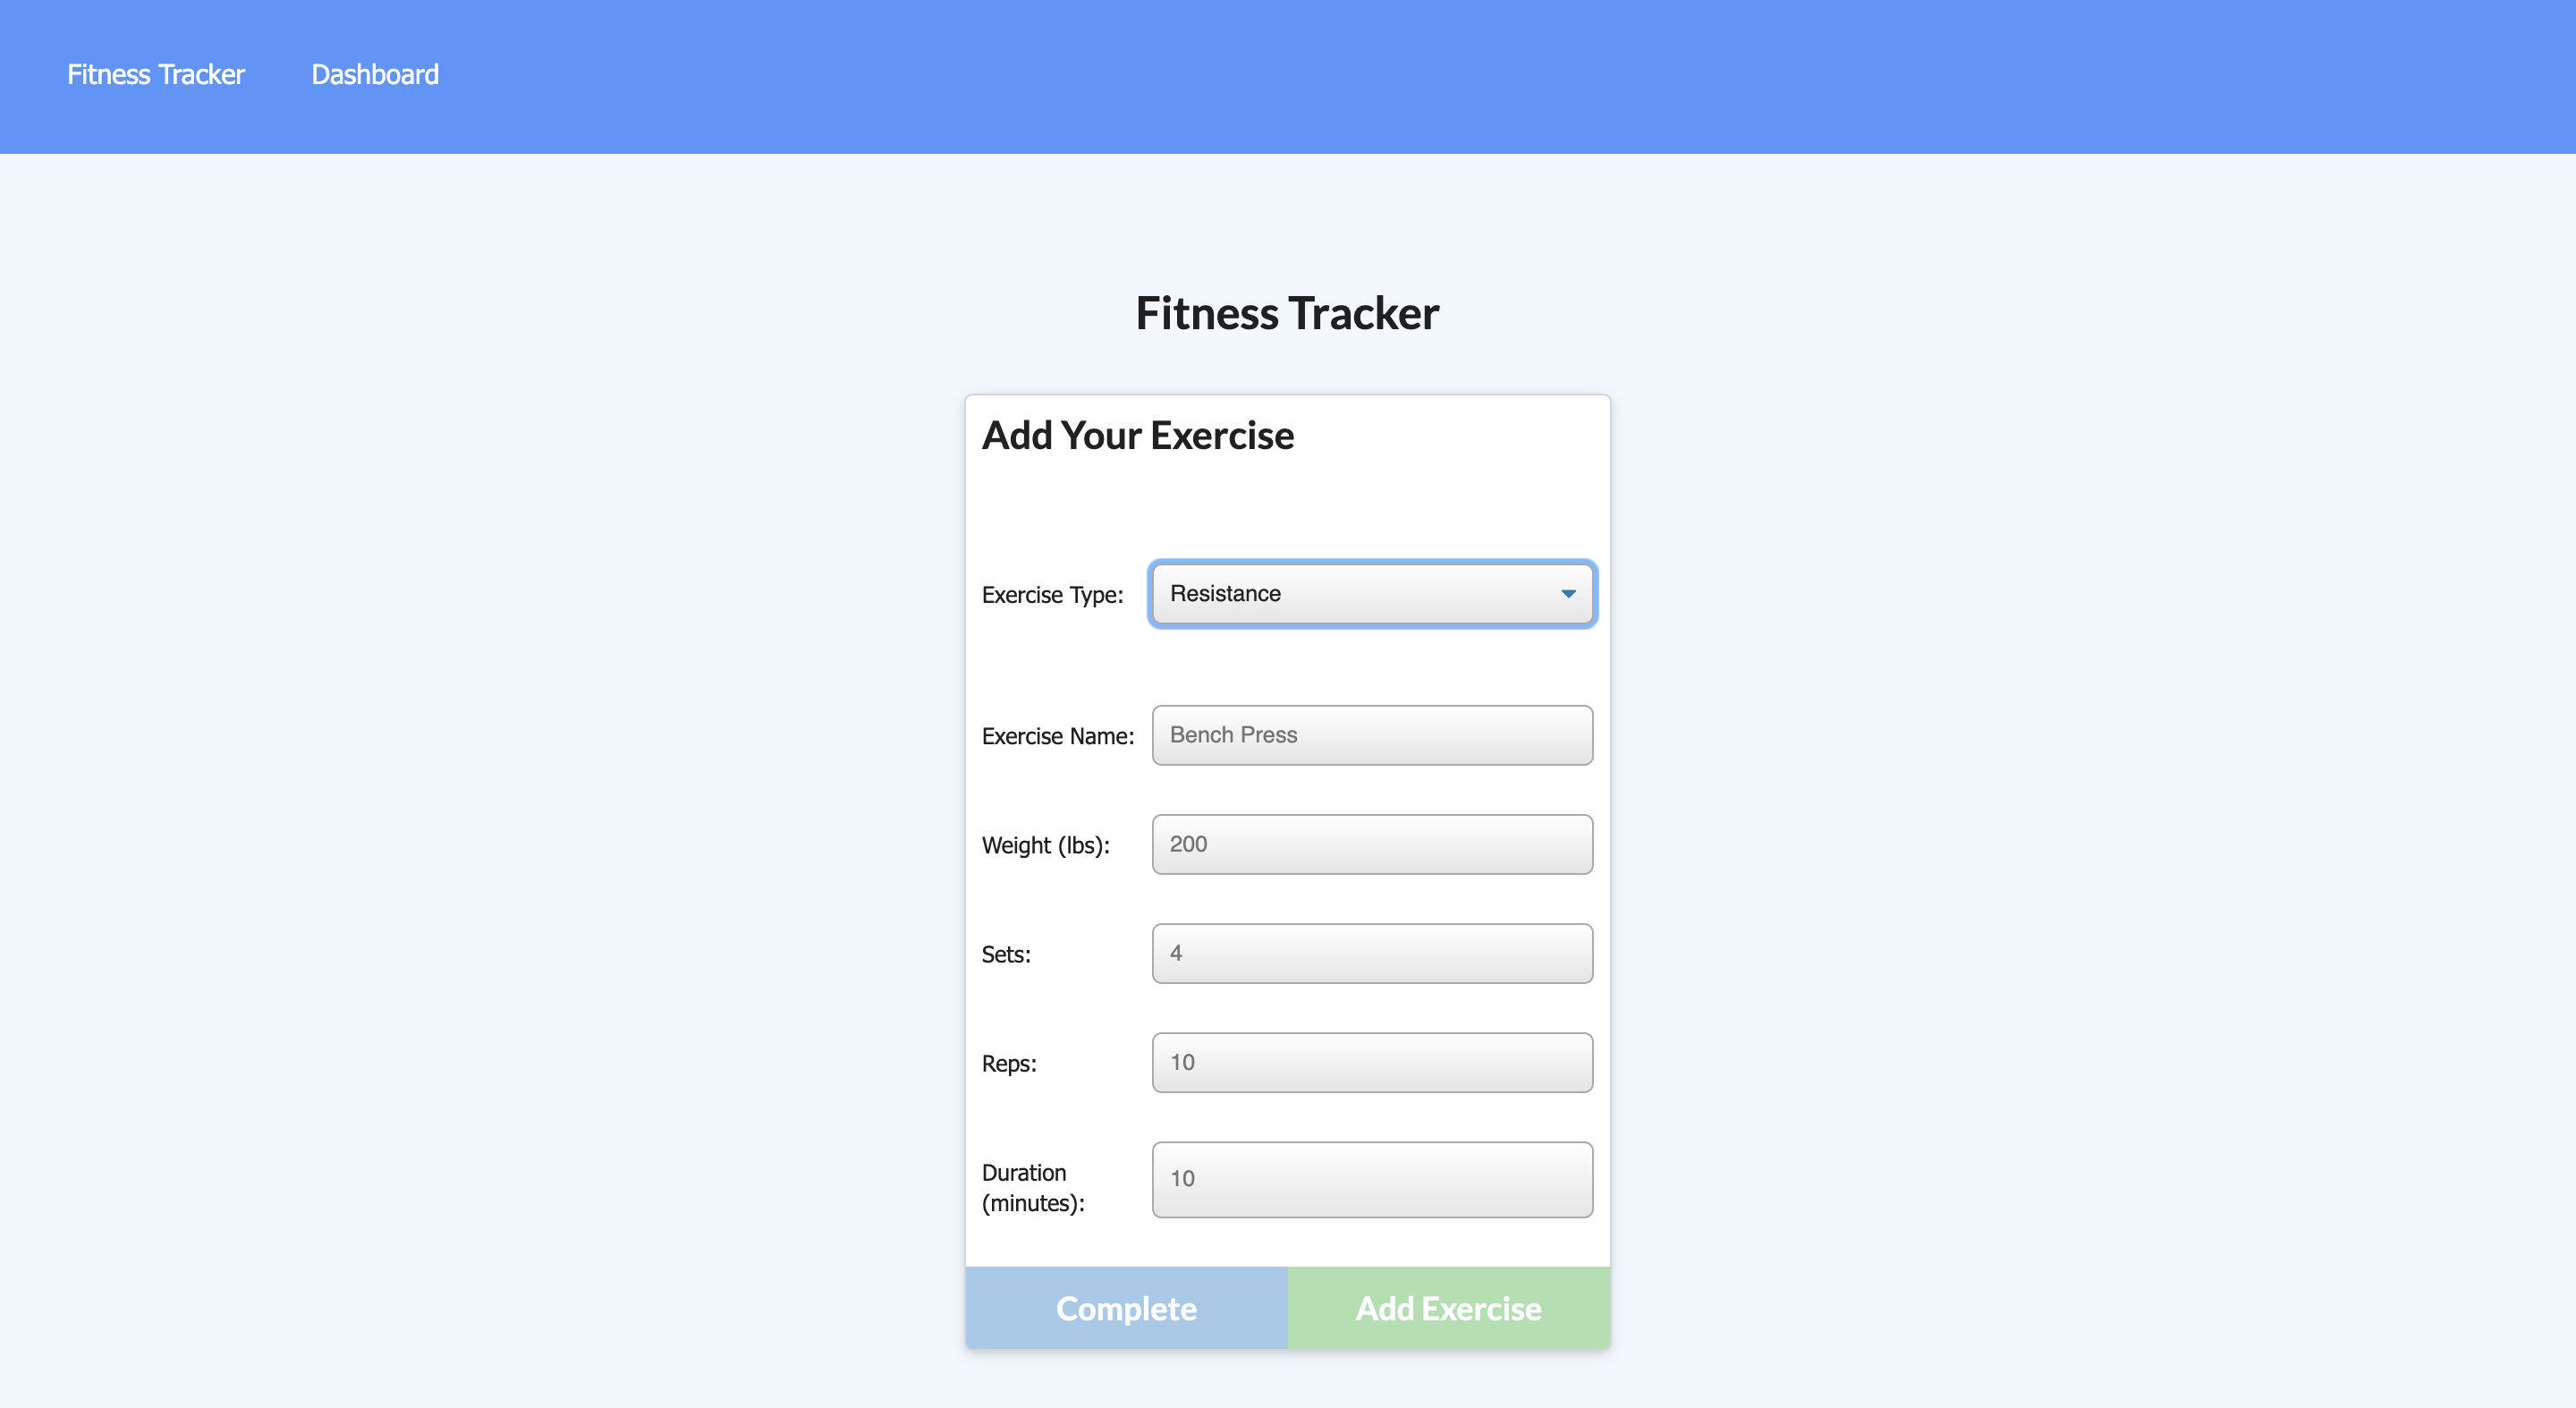 Fitness Tracker Dashboard
Fitness Tracker
Add Your Exercise
Exercise Type: Resistance
Exercise Name: Bench Press
Weight (lbs): 200
Sets: 4
Reps: 10
Duration
(minutes): 10
Complete Add Exercise